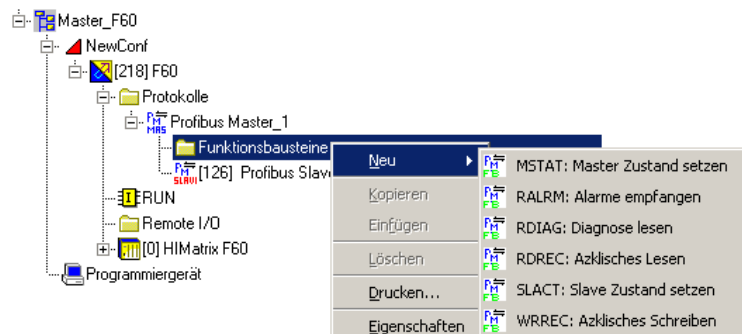 Master_F60
NewConf
[218] F60
Protokolle
Profibus Master_1
Funktionsbausteine
[126] Profibus Slav
ERUN
Remote I/O
[0] HIMatrix F60
Programmiergerät
Neu
Kopieren
Einfügen
Löschen
Drucken...
Eigenschaften
MSTAT: Master Zustand setzen
RALRM: Alarme empfangen
RDIAG: Diagnose lesen
RDREC: Azklisches Lesen
SLACT: Slave Zustand setzen
WRREC: Azklisches Schreiben